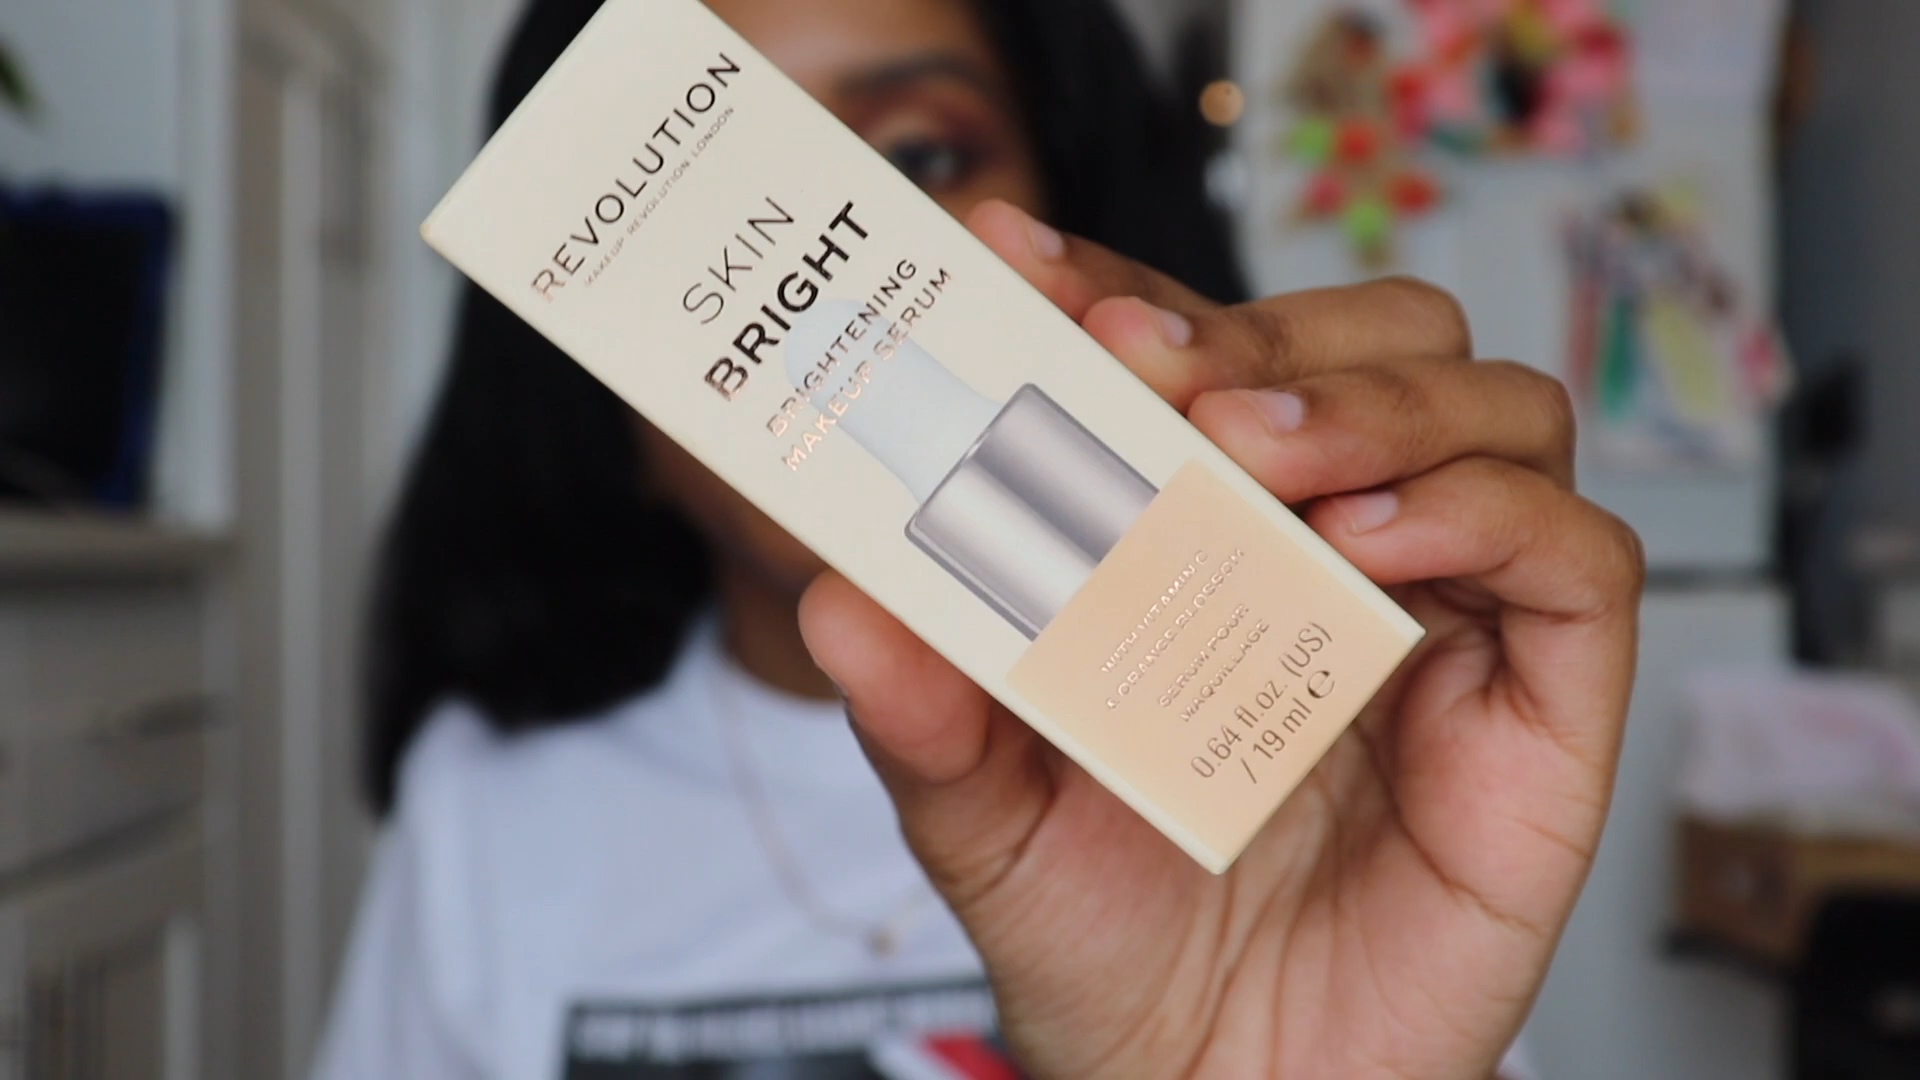 REVOLUTION
MAKEUP REVOLUTION LONDON
SKIN
BRIGHT
BRIGHTENING
MAKEUP SERUM
WITH VITAMIN C
& ORANGE BLOSSOM
SERUM POUR
MAQUILLAGE
0.64 fl.oz. (US)
/ 19 ml ℮